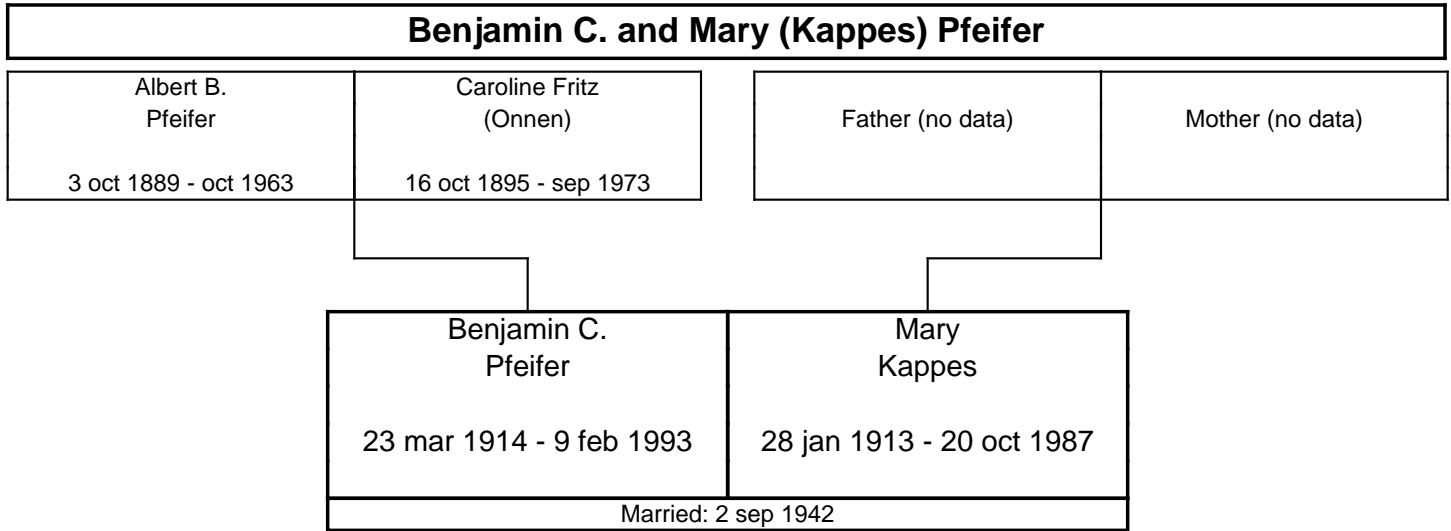 Benjamin C. and Mary (Kappes) Pfeifer
Albert B.
Pfeifer
3 oct 1889 - oct 1963
Caroline Fritz
(Onnen)
16 oct 1895 - sep 1973
Father (no data)
Mother (no data)
Benjamin C.
Pfeifer
23 mar 1914 - 9 feb 1993
Mary
Kappes
28 jan 1913 - 20 oct 1987
Married: 2 sep 1942